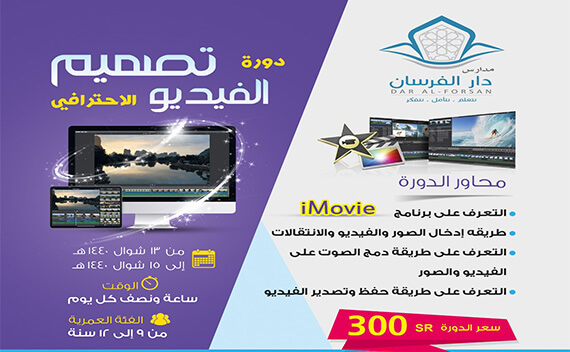 دورة تصميم
الفيديو الاحترافي
من ١٣ شوال ١٤٤٠هـ
إلى ١٥ شوال ١٤٤٠هـ
الوقت
ساعة ونصف كل يوم
الفئة العمرية
من ٩ إلى ١٢ سنة
مدارس
دار الفرسان
DAR AL-FORSAN
نتعلم . نتأمل . نبتكر
محاور الدورة
التعرف على برنامج iMovie
طريقه إدخال الصور والفيديو والانتقالات
التعرف على طريقة دمج الصوت على
الفيديو والصور
التعرف على طريقة حفظ وتصدير الفيديو
سعر الدورة 300 SR